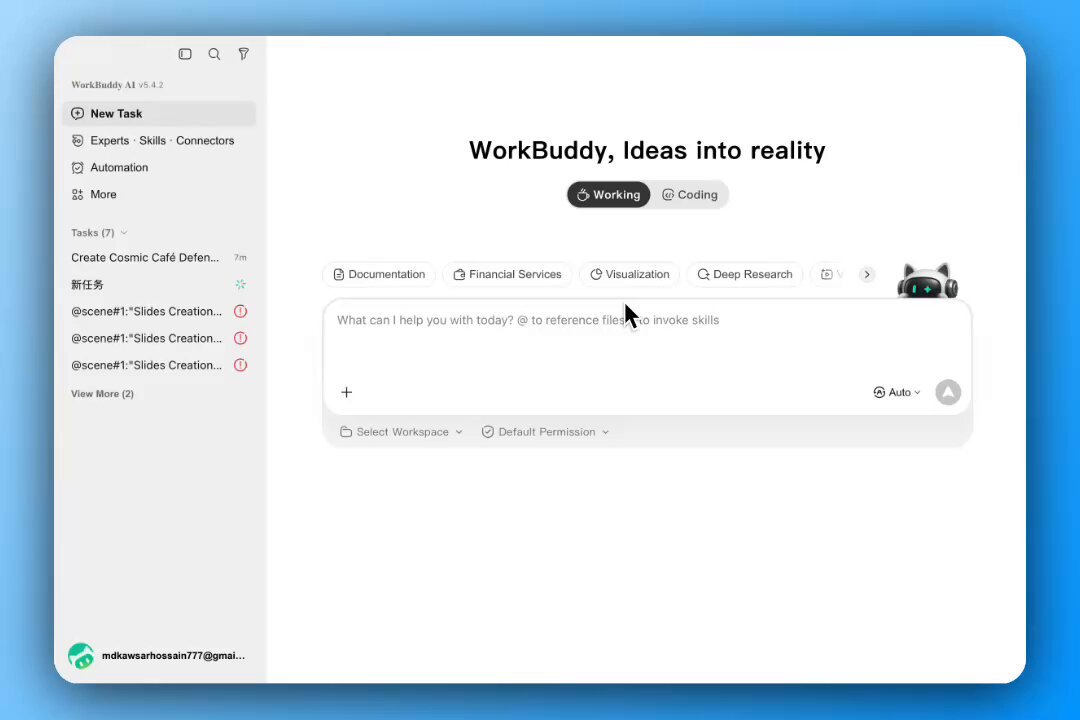 WorkBuddy AI v5.4.2
New Task
Experts · Skills · Connectors
Automation
More
Tasks (7)
Create Cosmic Café Defen... 7m
新任务
@scene#1:"Slides Creation...
@scene#1:"Slides Creation...
@scene#1:"Slides Creation...
View More (2)
mdkawsarhossain777@gmai...
WorkBuddy, Ideas into reality
Working Coding
Documentation Financial Services Visualization Deep Research V
What can I help you with today? @ to reference files to invoke skills
Auto
Select Workspace Default Permission